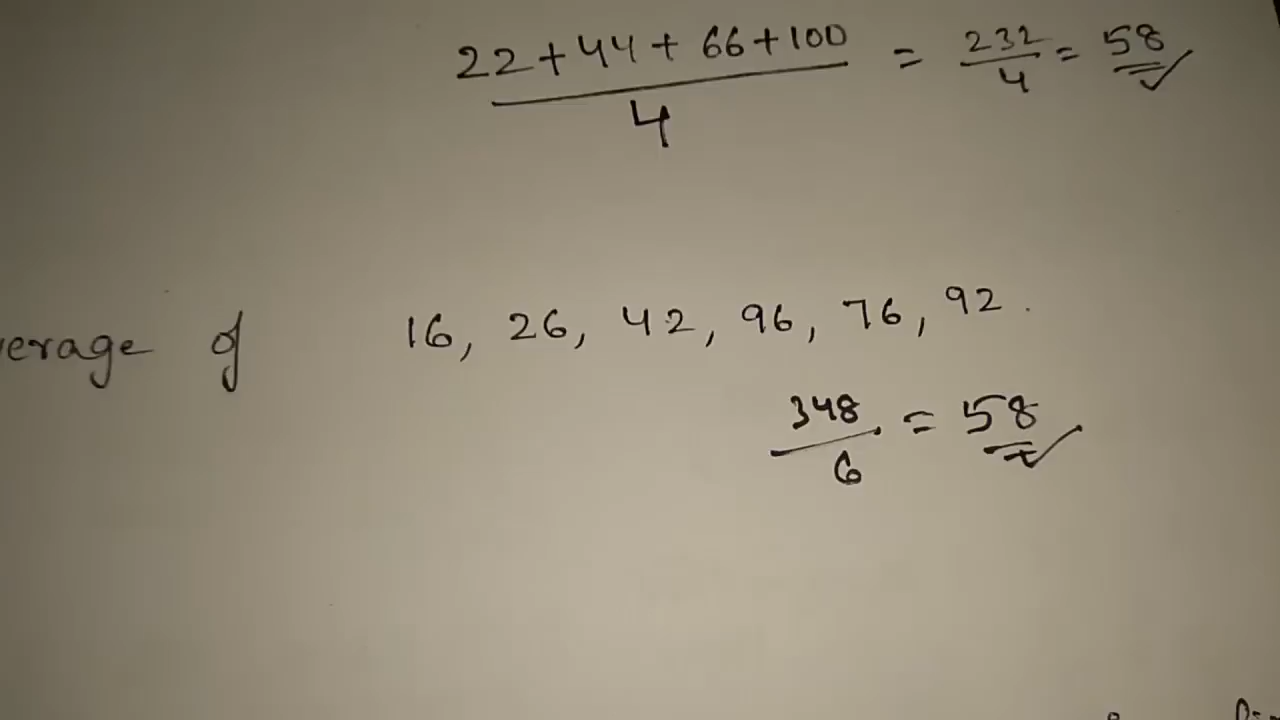 22+44+66+100 = 232 = 58
4 4
erage of 16, 26, 42, 96, 76, 92.
348 = 58
6